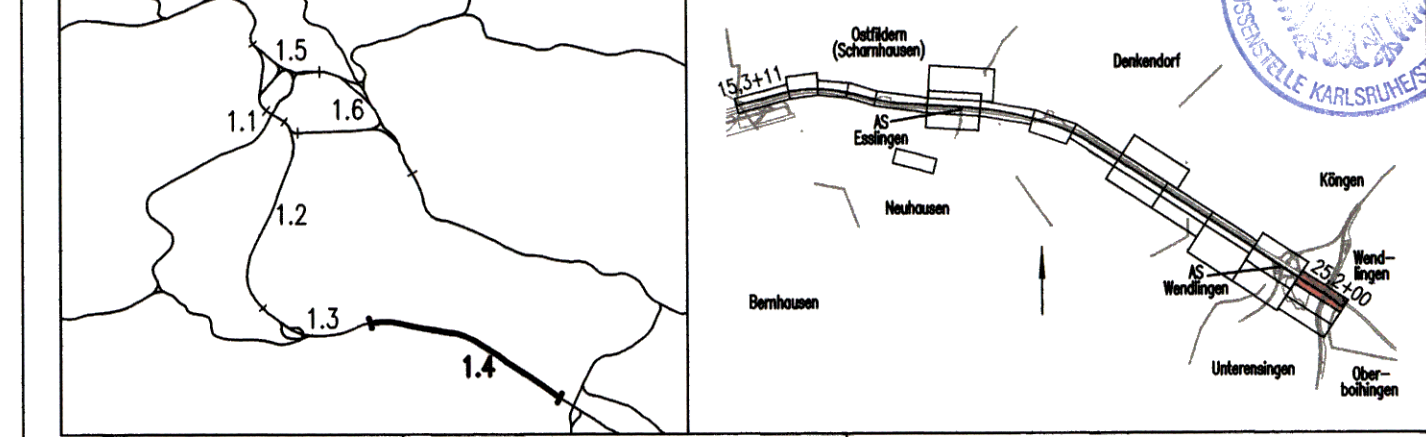 1.5
1.6
1.1
1.2
1.3
1.4
15,3+11
Ostfildern
(Scharnhausen)
Denkendorf
AS
Esslingen
Neuhausen
Bernhausen
Köngen
Wend-
lingen
25,2+00
AS
Wendlingen
Unterensingen
Ober-
boihingen
KARLSRUHE/